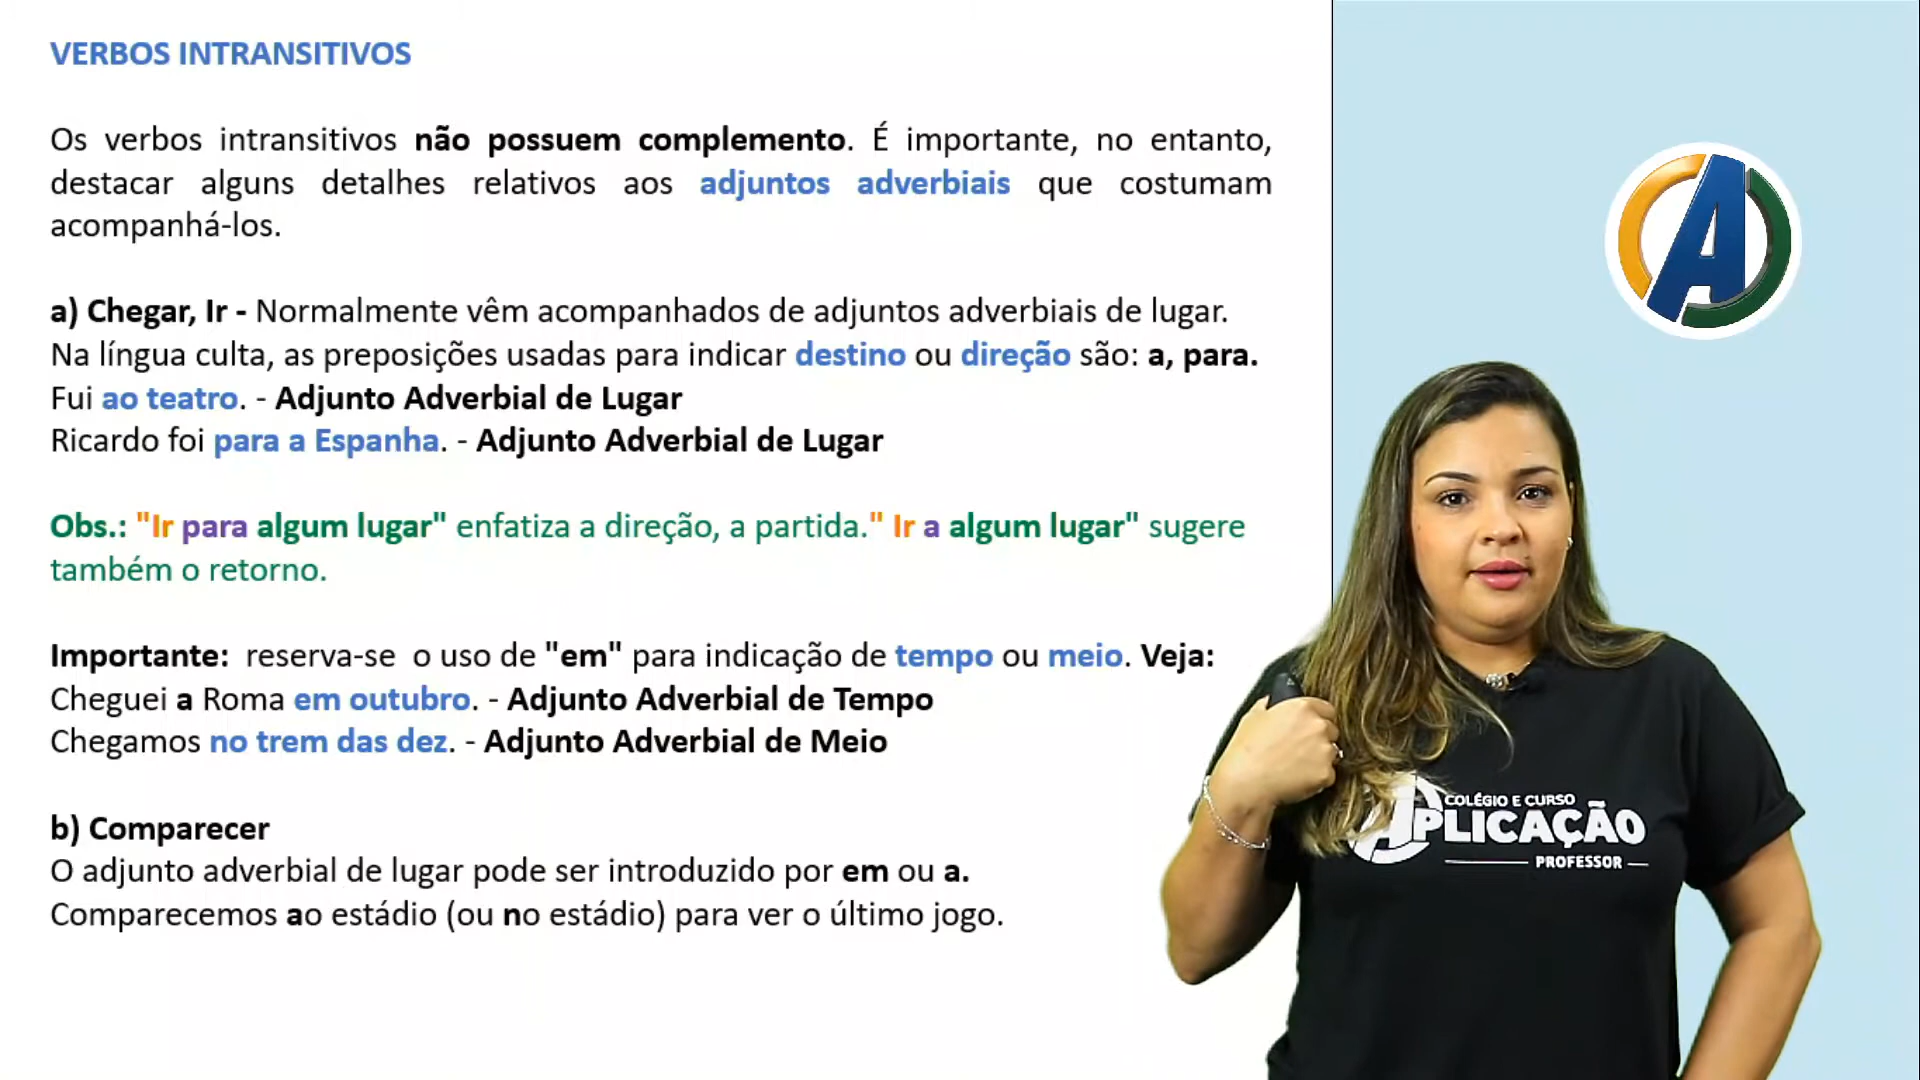 VERBOS INTRANSITIVOS
Os verbos intransitivos não possuem complemento. É importante, no entanto,
destacar alguns detalhes relativos aos adjuntos adverbiais que costumam
acompanhá-los.
a) Chegar, Ir - Normalmente vêm acompanhados de adjuntos adverbiais de lugar.
Na língua culta, as preposições usadas para indicar destino ou direção são: a, para.
Fui ao teatro. - Adjunto Adverbial de Lugar
Ricardo foi para a Espanha. - Adjunto Adverbial de Lugar
Obs.: "Ir para algum lugar" enfatiza a direção, a partida." Ir a algum lugar" sugere
também o retorno.
Importante: reserva-se o uso de "em" para indicação de tempo ou meio. Veja:
Cheguei a Roma em outubro. - Adjunto Adverbial de Tempo
Chegamos no trem das dez. - Adjunto Adverbial de Meio
b) Comparecer
O adjunto adverbial de lugar pode ser introduzido por em ou a.
Comparecemos ao estádio (ou no estádio) para ver o último jogo.
A
COLÉGIO E CURSO
APLICAÇÃO
PROFESSOR